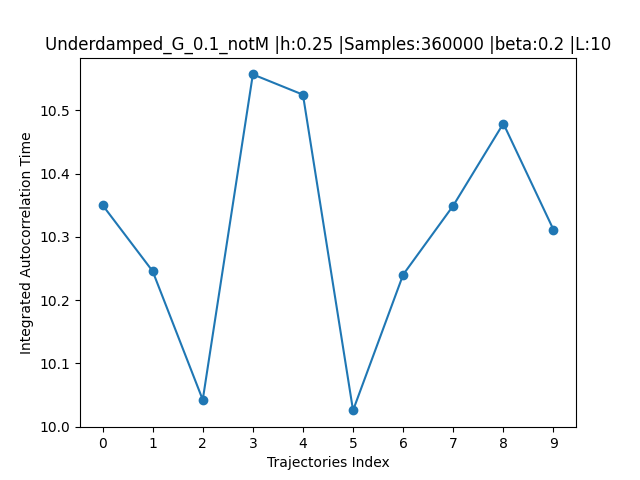 Underdamped_G_0.1_notM |h:0.25 |Samples:360000 |beta:0.2 |L:10
Integrated Autocorrelation Time
10.5
10.4
10.3
10.2
10.1
10.0
0 1 2 3 4 5 6 7 8 9
Trajectories Index